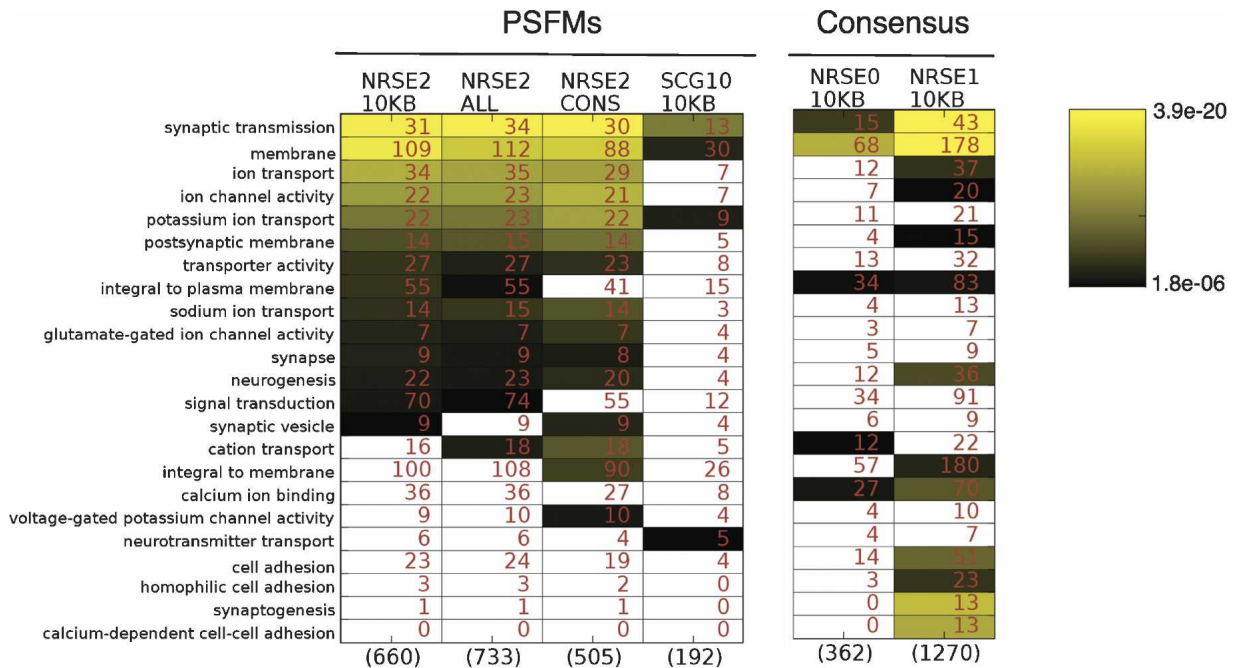 PSFMs Consensus
NRSE2 10KB NRSE2 ALL NRSE2 CONS SCG10 10KB NRSE0 10KB NRSE1 10KB
synaptic transmission 31 34 30 13 15 43
membrane 109 112 88 30 68 178
ion transport 34 35 29 7 12 37
ion channel activity 22 23 21 7 7 20
potassium ion transport 22 23 22 9 11 21
postsynaptic membrane 14 15 14 5 4 15
transporter activity 27 27 23 8 13 32
integral to plasma membrane 55 55 41 15 34 83
sodium ion transport 14 15 14 3 4 13
glutamate-gated ion channel activity 7 7 7 4 3 7
synapse 9 9 8 4 5 9
neurogenesis 22 23 20 4 12 36
signal transduction 70 74 55 12 34 91
synaptic vesicle 9 9 9 4 6 9
cation transport 16 18 18 5 12 22
integral to membrane 100 108 90 26 57 180
calcium ion binding 36 36 27 8 27 70
voltage-gated potassium channel activity 9 10 10 4 4 10
neurotransmitter transport 6 6 4 5 4 7
cell adhesion 23 24 19 4 14 51
homophilic cell adhesion 3 3 2 0 3 23
synaptogenesis 1 1 1 0 0 13
calcium-dependent cell-cell adhesion 0 0 0 0 0 13
(660) (733) (505) (192) (362) (1270)
3.9e-20
1.8e-06